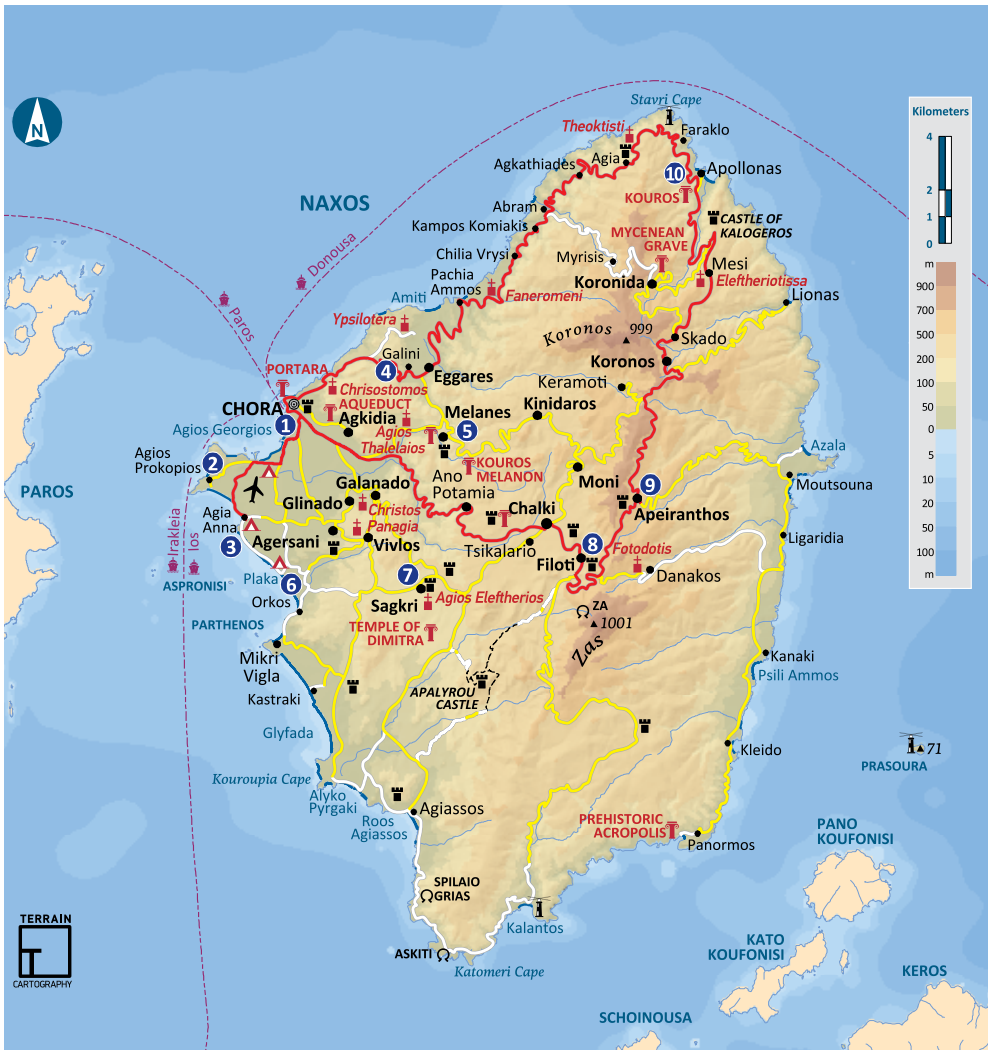 Stavri Cape
Theoktisti
Faraklo
Agia
Agkathiades
10
Apollonas
KOUROS
N
NAXOS
Abram
Kampos Komiakis
CASTLE OF
KALOGEROS
MYCENEAN
GRAVE
Donousa
Chilia Vrysi
Myrisis
Mesi
Pachia
Ammos
Koronida
Eleftheriotissa
Faneromeni
Amiti
Lionas
Paros
Ypsilotera
Koronos
999
Skado
Galini
4
Eggares
Koronos
PORTARA
Keramoti
Chrisostomos
CHORA
AQUEDUCT
Agkidia
Melanes
Kinidaros
1
Agios Georgios
Agios
Thalelaios
5
Agios
Prokopios
2
KOUROS
MELANON
Azala
Ano
Potamia
Moni
Moutsouna
PAROS
Galanado
9
Glinado
Christos
Panagia
Chalki
Apeiranthos
Agia
Anna
Irakleia
Ios
3
Agersani
Vivlos
Tsikalario
8
Fotodotis
Ligaridia
Filoti
Danakos
ASPRONISI
Plaka
6
7
Orkos
Sagkri
Agios Eleftherios
ZA
1001
Zas
PARTHENOS
TEMPLE OF
DIMITRA
Mikri
Vigla
Kanaki
Psili Ammos
Kastraki
APALYROU
CASTLE
Glyfada
Kleido
71
PRASOURA
Kouroupia Cape
Alyko
Pyrgaki
Roos
Agiassos
Agiassos
PREHISTORIC
ACROPOLIS
Panormos
PANO
KOUFONISI
SPILAIO
GRIAS
Kalantos
ASKITI
Katomeri Cape
KATO
KOUFONISI
KEROS
SCHOINOUSA
TERRAIN
T
CARTOGRAPHY
Kilometers
4
2
1
0
m
900
700
500
200
100
50
0
5
10
20
50
100
m